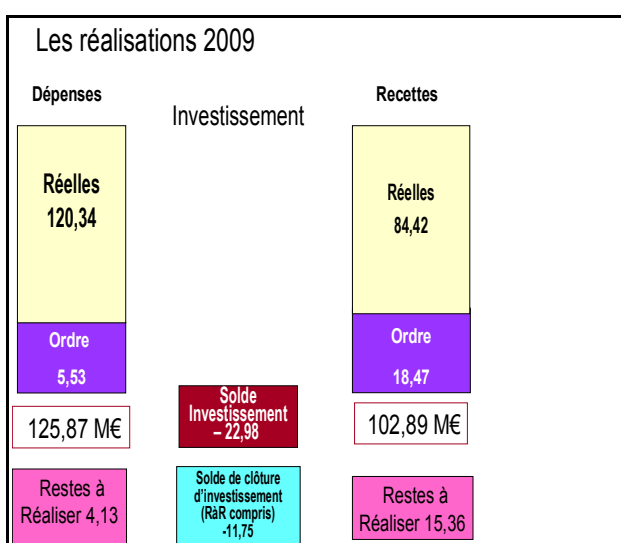 Les réalisations 2009
Dépenses
Investissement
Recettes
Réelles
120,34
Réelles
84,42
Ordre
5,53
Ordre
18,47
125,87 M€
Solde
Investissement
– 22,98
102,89 M€
Restes à
Réaliser 4,13
Solde de clôture
d'investissement
(RàR compris)
-11,75
Restes à
Réaliser 15,36